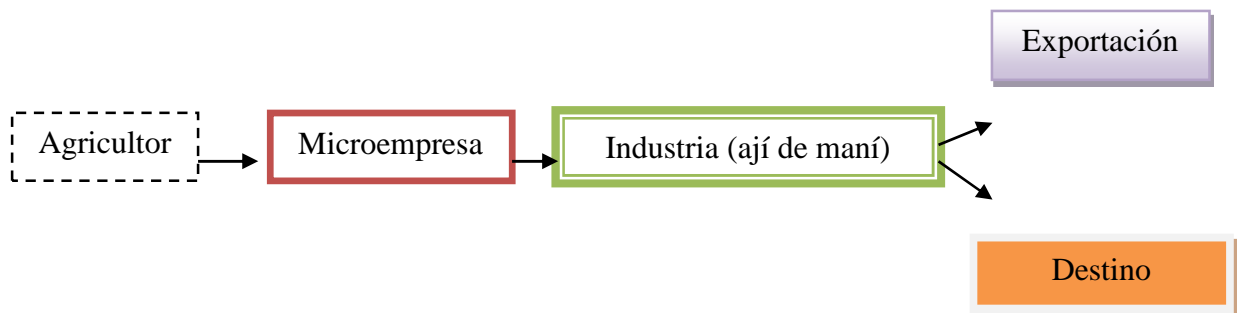 Exportación
Agricultor
Microempresa
Industria (ají de maní)
Destino